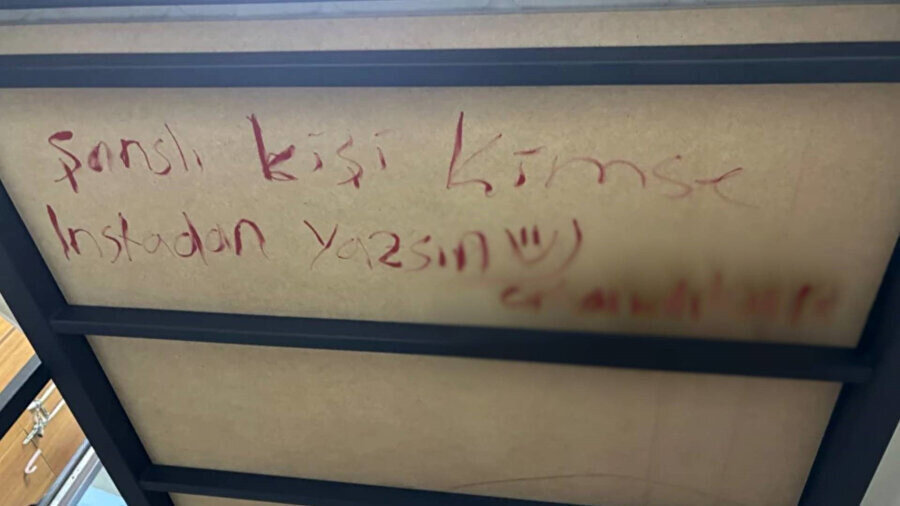 Şanslı kişi kimse
Instadan yazsın :)